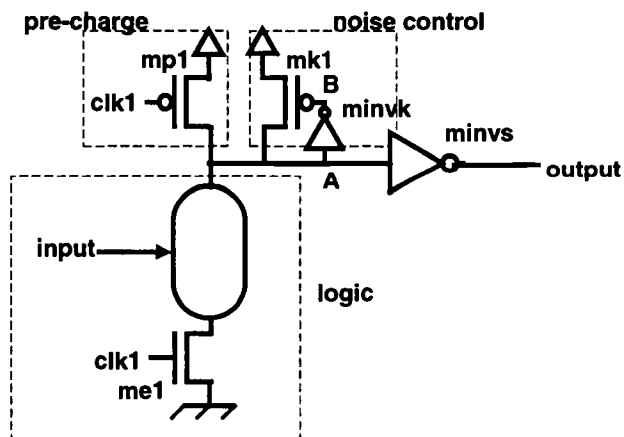 pre-charge
noise control
mp1
mk1
B
clk1
minvk
minvs
A
output
input
logic
clk1
me1